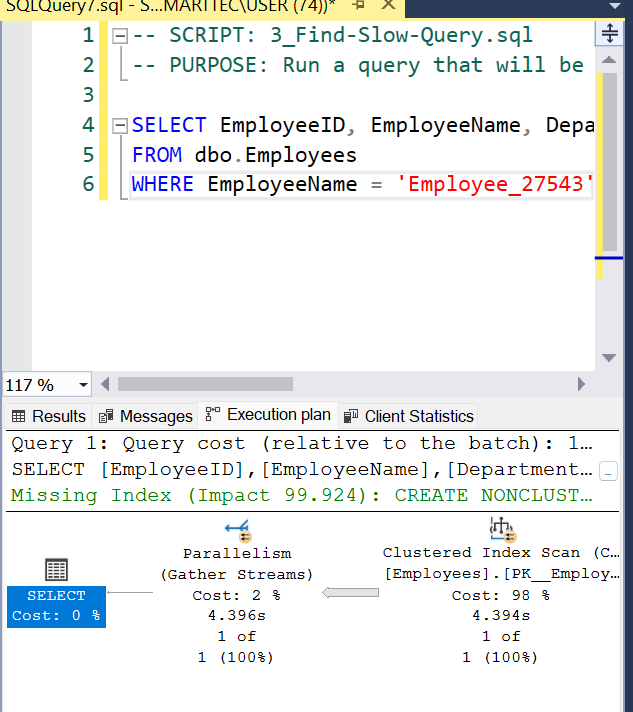 SQLQuery7.sql - S...MARTTEC\USER (74))*
1 -- SCRIPT: 3_Find-Slow-Query.sql
2 -- PURPOSE: Run a query that will be
3
4 SELECT EmployeeID, EmployeeName, Depa
5 FROM dbo.Employees
6 WHERE EmployeeName = 'Employee_27543'
117 %
Results Messages Execution plan Client Statistics
Query 1: Query cost (relative to the batch): 1...
SELECT [EmployeeID],[EmployeeName],[Department...
Missing Index (Impact 99.924): CREATE NONCLUST...
SELECT
Cost: 0 %
Parallelism
(Gather Streams)
Cost: 2 %
4.396s
1 of
1 (100%)
Clustered Index Scan (C...
[Employees].[PK__Employ...
Cost: 98 %
4.394s
1 of
1 (100%)